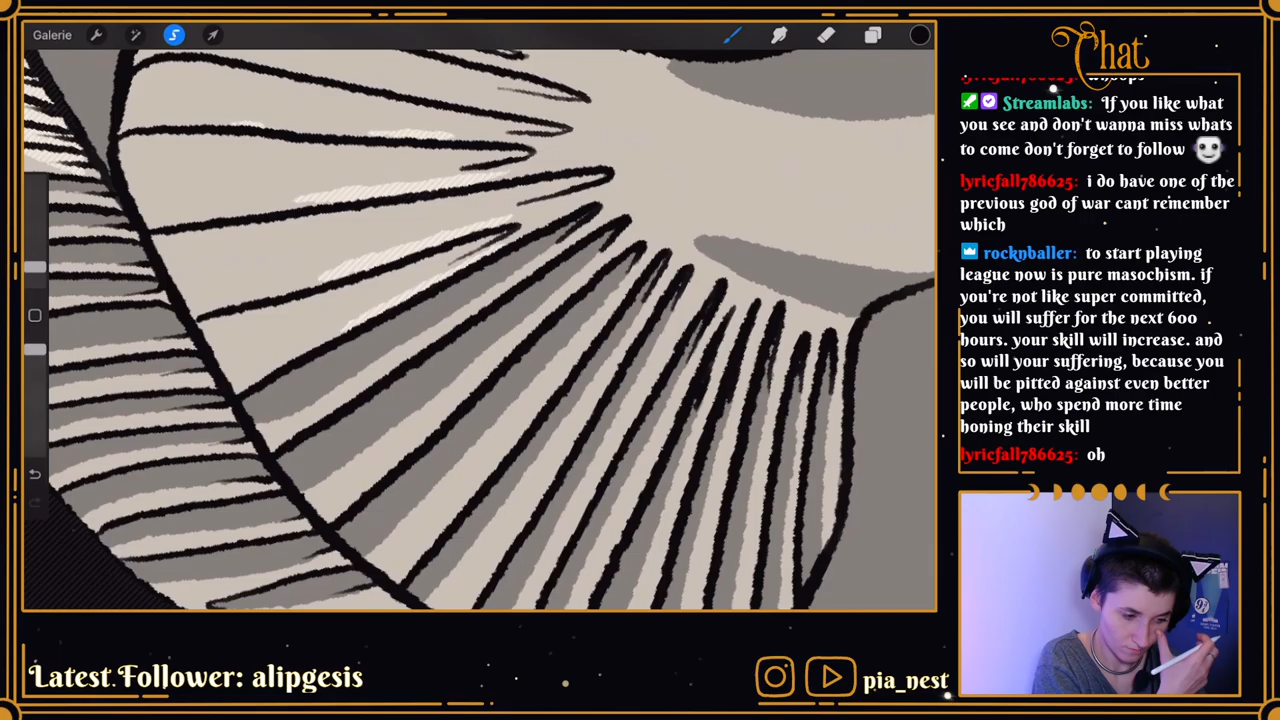 Galerie
Chat
Streamlabs: If you like what
you see and don't wanna miss whats
to come don't forget to follow
lyricfall786625: i do have one of the
previous god of war cant remember
which
rocknballer: to start playing
league now is pure masochism. if
you're not like super committed,
you will suffer for the next 600
hours. your skill will increase. and
so will your suffering, because you
will be pitted against even better
people, who spend more time
honing their skill
lyricfall786625: oh
Latest Follower: alipgesis
pia_nest